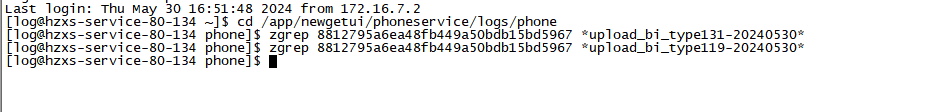 Last login: Thu May 30 16:51:48 2024 from 172.16.7.2
[log@hzxs-service-80-134 ~]$ cd /app/newgetui/phoneservice/logs/phone
[log@hzxs-service-80-134 phone]$ zgrep 8812795a6ea48fb449a50bdb15bd5967 *upload_bi_type131-20240530*
[log@hzxs-service-80-134 phone]$ zgrep 8812795a6ea48fb449a50bdb15bd5967 *upload_bi_type119-20240530*
[log@hzxs-service-80-134 phone]$